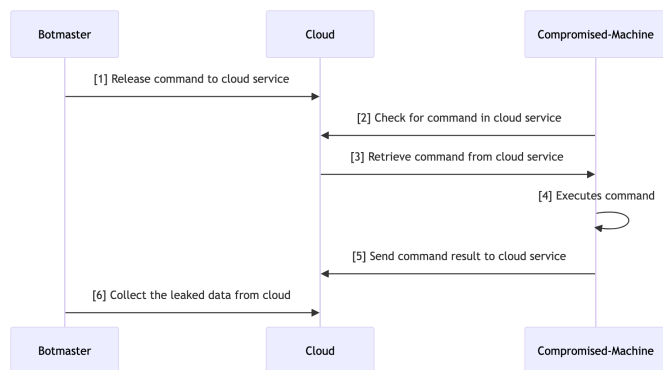 Botmaster
Cloud
Compromised-Machine
[1] Release command to cloud service
[2] Check for command in cloud service
[3] Retrieve command from cloud service
[4] Executes command
[5] Send command result to cloud service
[6] Collect the leaked data from cloud
Botmaster
Cloud
Compromised-Machine